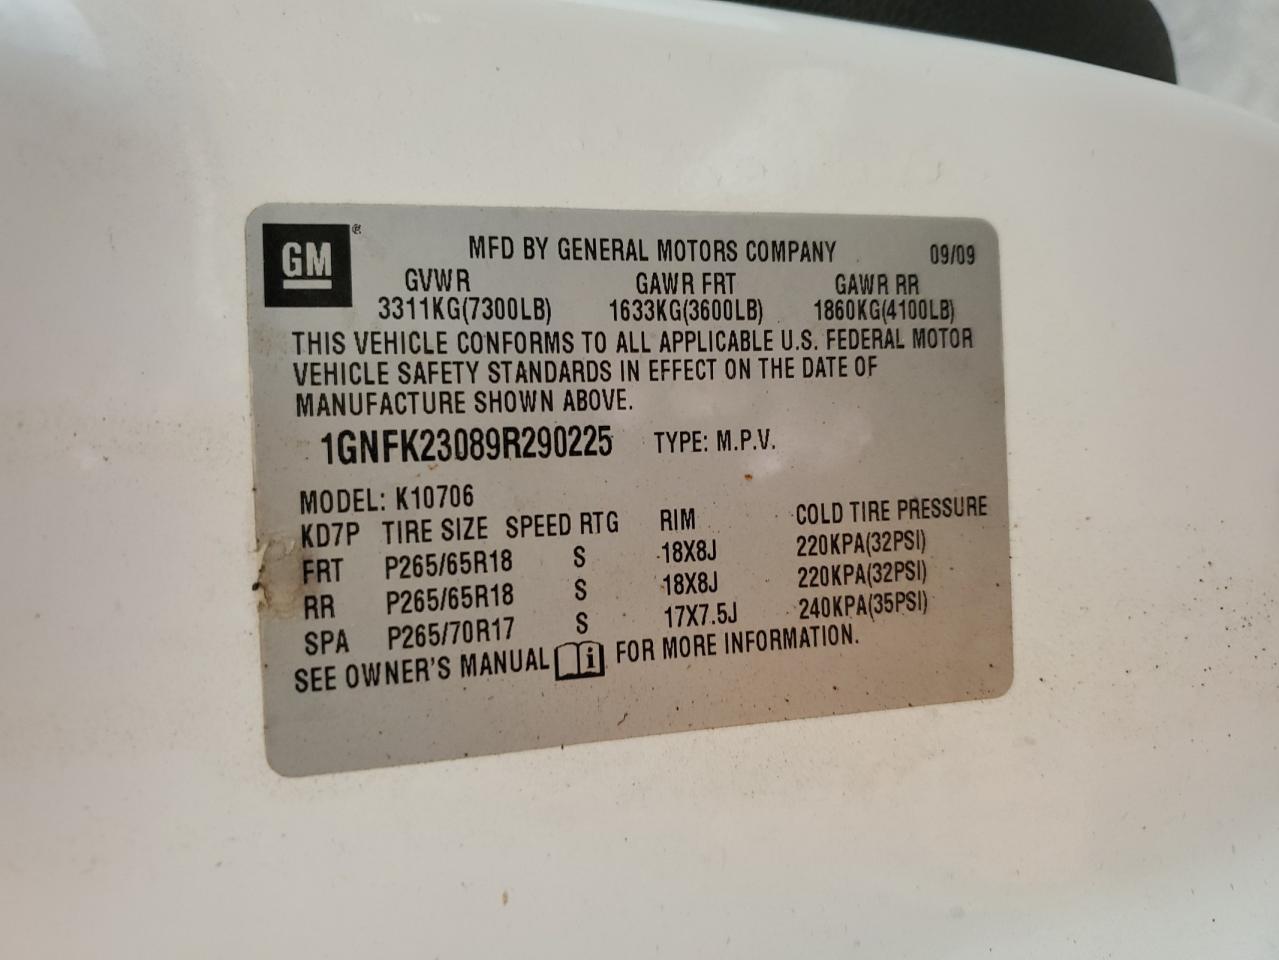 GM ®
MFD BY GENERAL MOTORS COMPANY 09/09
GVWR GAWR FRT GAWR RR
3311KG(7300LB) 1633KG(3600LB) 1860KG(4100LB)
THIS VEHICLE CONFORMS TO ALL APPLICABLE U.S. FEDERAL MOTOR
VEHICLE SAFETY STANDARDS IN EFFECT ON THE DATE OF
MANUFACTURE SHOWN ABOVE.
1GNFK23089R290225 TYPE: M.P.V.
MODEL: K10706
KD7P TIRE SIZE SPEED RTG RIM COLD TIRE PRESSURE
FRT P265/65R18 S 18X8J 220KPA(32PSI)
RR P265/65R18 S 18X8J 220KPA(32PSI)
SPA P265/70R17 S 17X7.5J 240KPA(35PSI)
SEE OWNER'S MANUAL i FOR MORE INFORMATION.